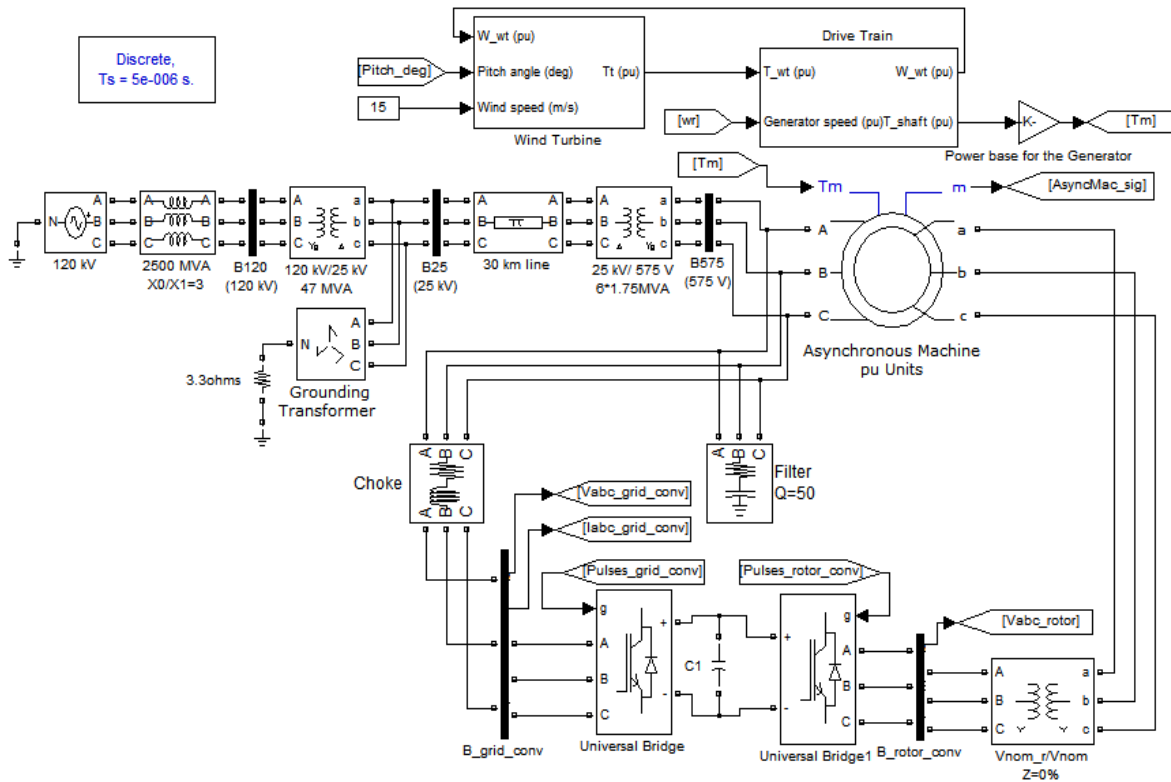 Discrete,
Ts = 5e-006 s.
W_wt (pu)
Pitch angle (deg)
Wind speed (m/s)
Tt (pu)
Wind Turbine
[Pitch_deg]
15
Drive Train
T_wt (pu)
W_wt (pu)
Generator speed (pu)
T_shaft (pu)
[wr]
K-
[Tm]
Power base for the Generator
[Tm]
Tm
m
[AsyncMac_sig]
N
A
B
C
120 kV
A
B
C
A
B
C
2500 MVA
X0/X1=3
B120
(120 kV)
A
B
C
Yg
Δ
a
b
c
120 kV/25 kV
47 MVA
B25
(25 kV)
A
B
C
π
A
B
C
30 km line
A
B
C
Δ
Yg
a
b
c
25 kV/ 575 V
6*1.75MVA
B575
(575 V)
A
B
C
a
b
c
Asynchronous Machine
pu Units
N
A
B
C
Grounding
Transformer
3.3ohms
A
B
C
A
B
C
Choke
A
B
C
Filter
Q=50
[Vabc_grid_conv]
[Iabc_grid_conv]
[Pulses_grid_conv]
[Pulses_rotor_conv]
[Vabc_rotor]
B_grid_conv
g
A
B
C
+
-
Universal Bridge
C1
+
-
g
A
B
C
Universal Bridge1
B_rotor_conv
A
B
C
Y
Y
a
b
c
Vnom_r/Vnom
Z=0%